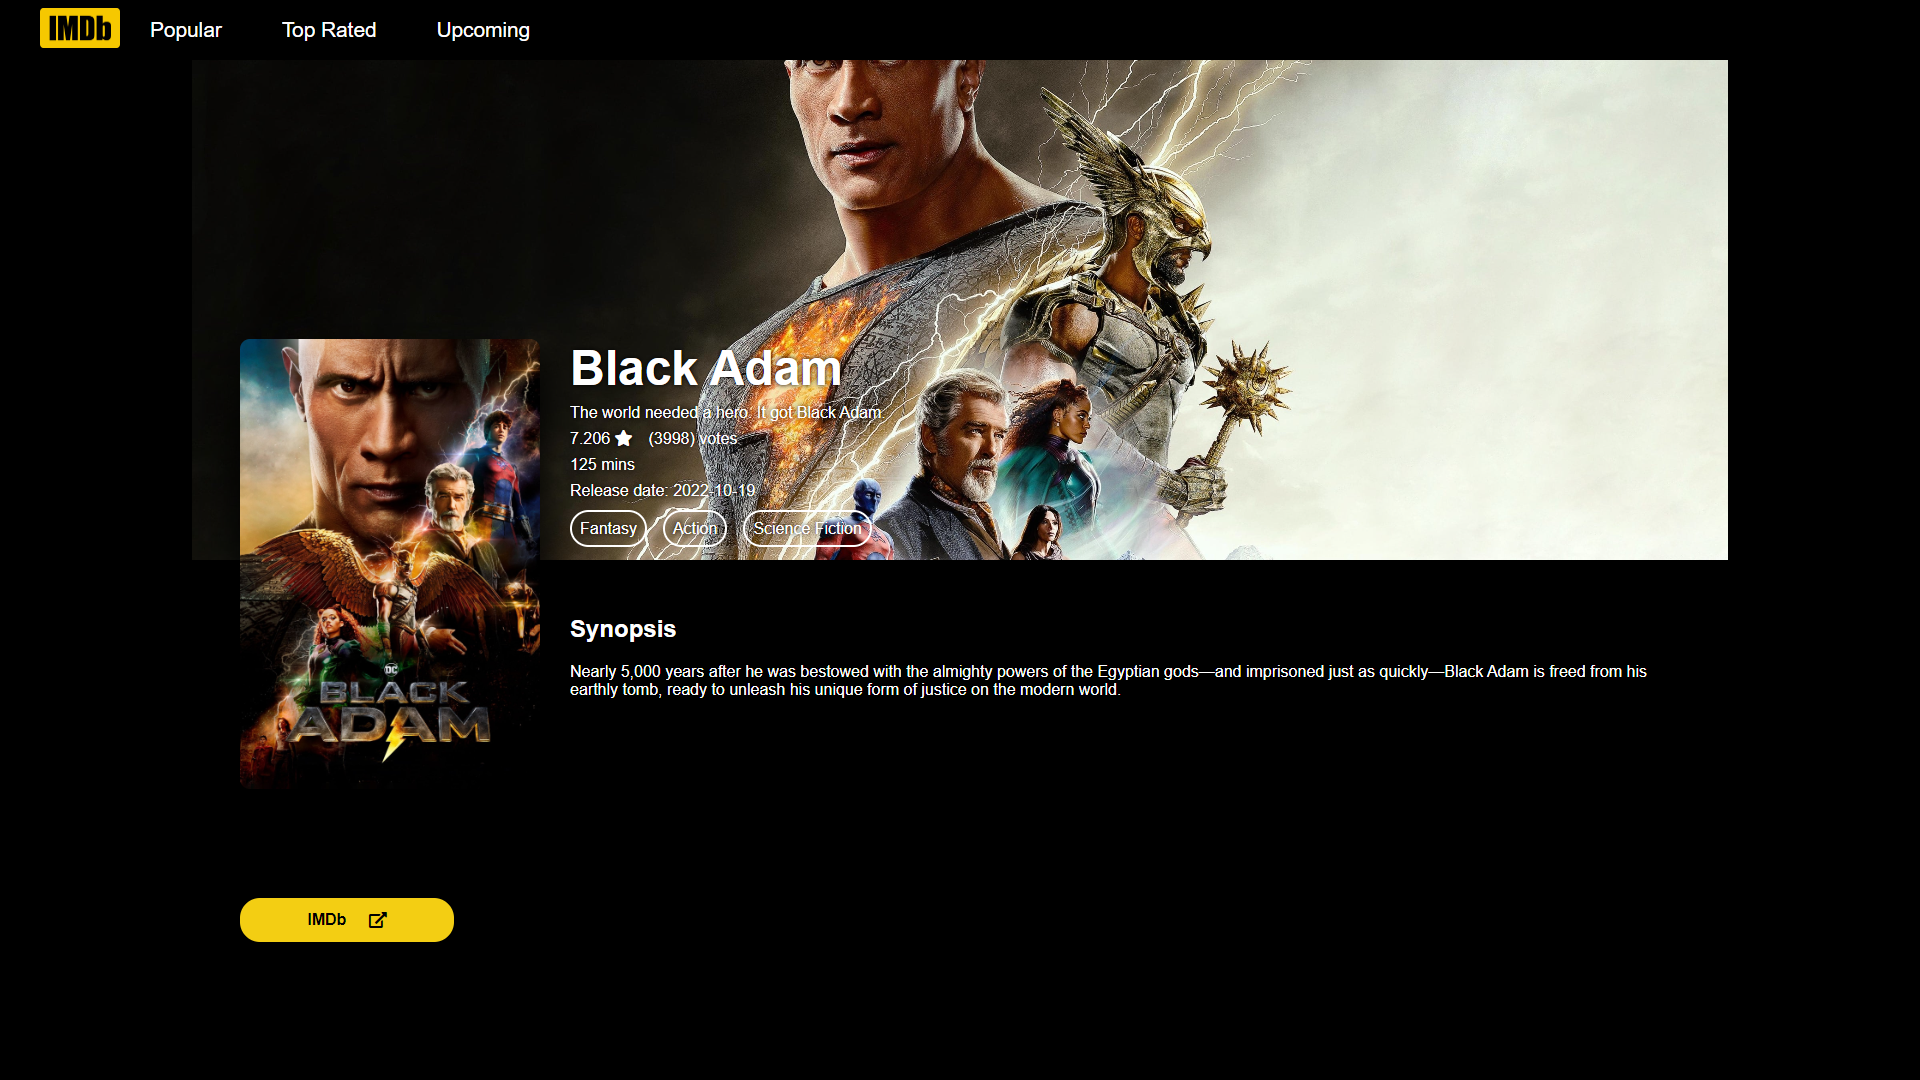 IMDb Popular Top Rated Upcoming
Black Adam
The world needed a hero. It got Black Adam.
7.206 (3998) votes
125 mins
Release date: 2022-10-19
Fantasy Action Science Fiction
DC
BLACK
ADAM
Synopsis
Nearly 5,000 years after he was bestowed with the almighty powers of the Egyptian gods—and imprisoned just as quickly—Black Adam is freed from his
earthly tomb, ready to unleash his unique form of justice on the modern world.
IMDb